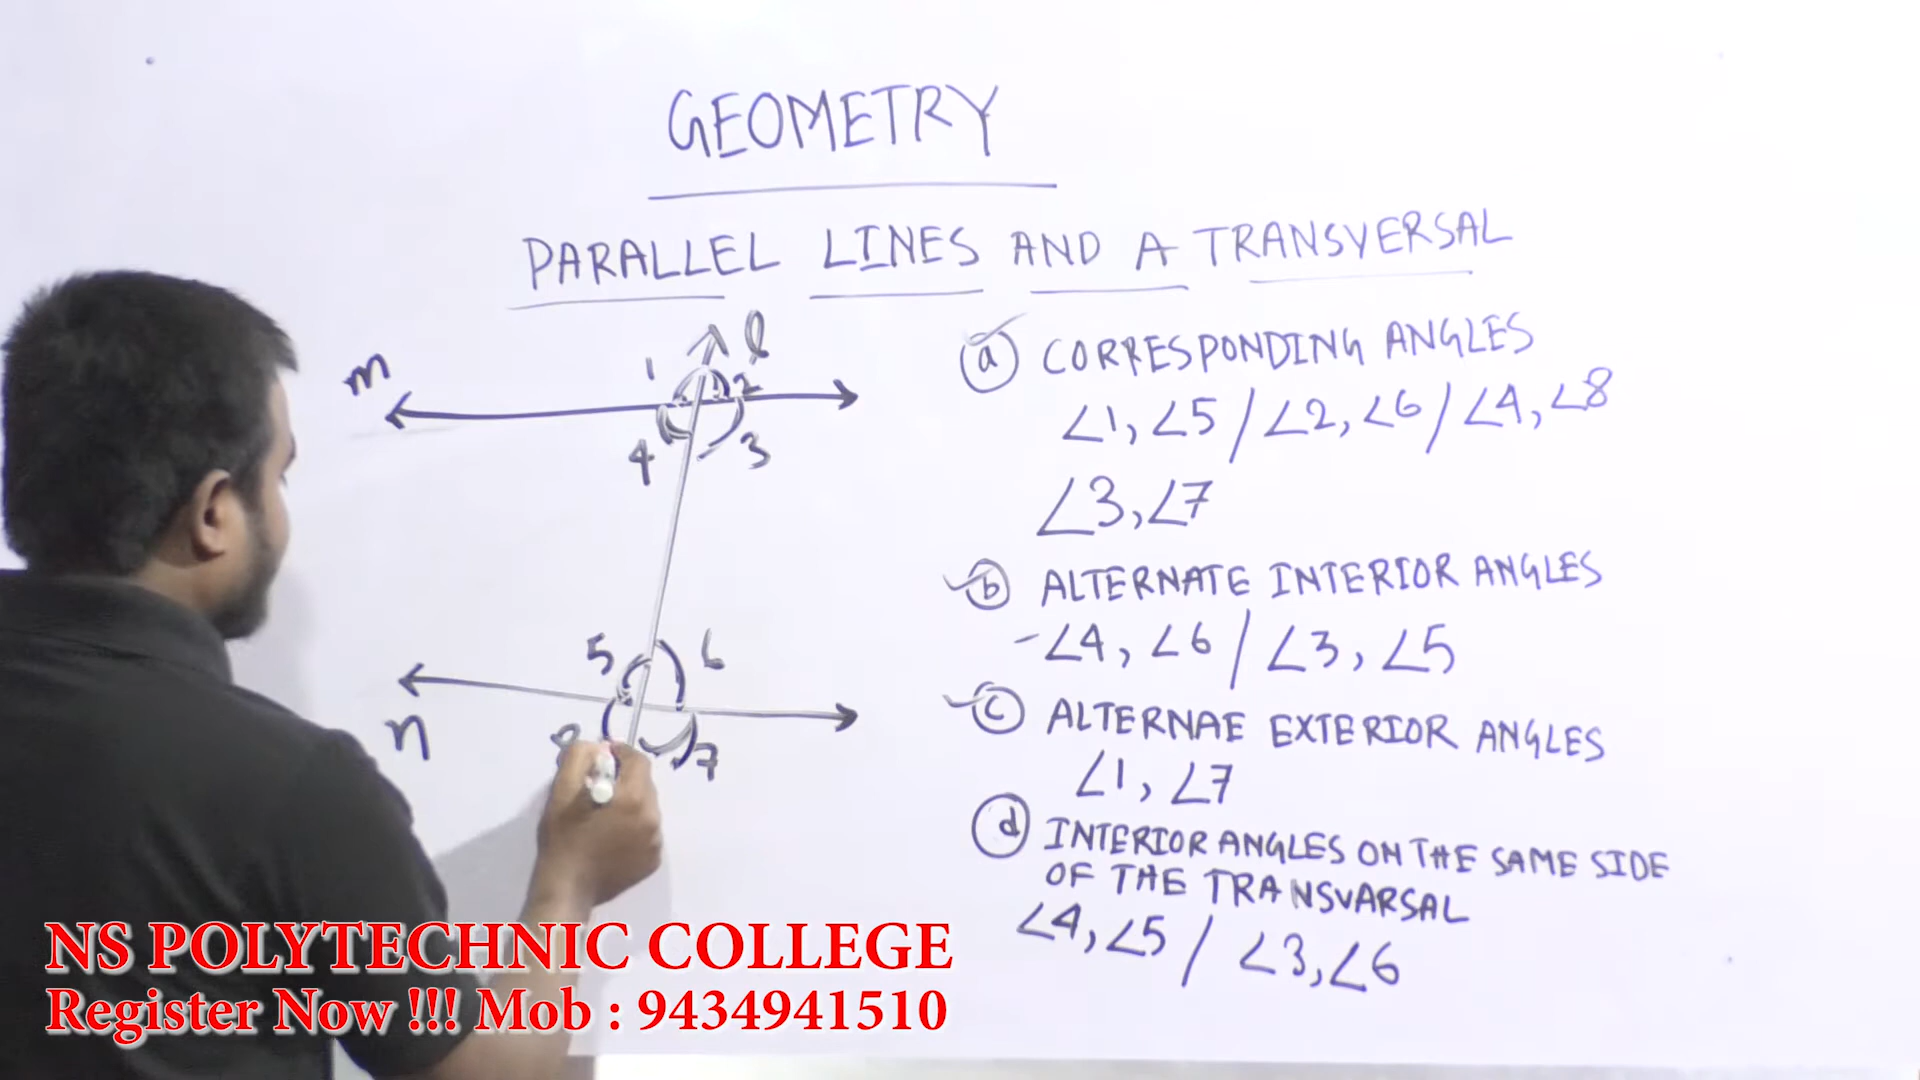 GEOMETRY
PARALLEL LINES AND A TRANSVERSAL
l
m
1
2
4
3
5
6
n
8
7
a CORRESPONDING ANGLES
∠1, ∠5 / ∠2, ∠6 / ∠4, ∠8
∠3, ∠7
b ALTERNATE INTERIOR ANGLES
-∠4, ∠6 / ∠3, ∠5
c ALTERNAE EXTERIOR ANGLES
∠1, ∠7
d INTERIOR ANGLES ON THE SAME SIDE
OF THE TRANSVARSAL
∠4, ∠5 / ∠3, ∠6
NS POLYTECHNIC COLLEGE
Register Now !!! Mob : 9434941510